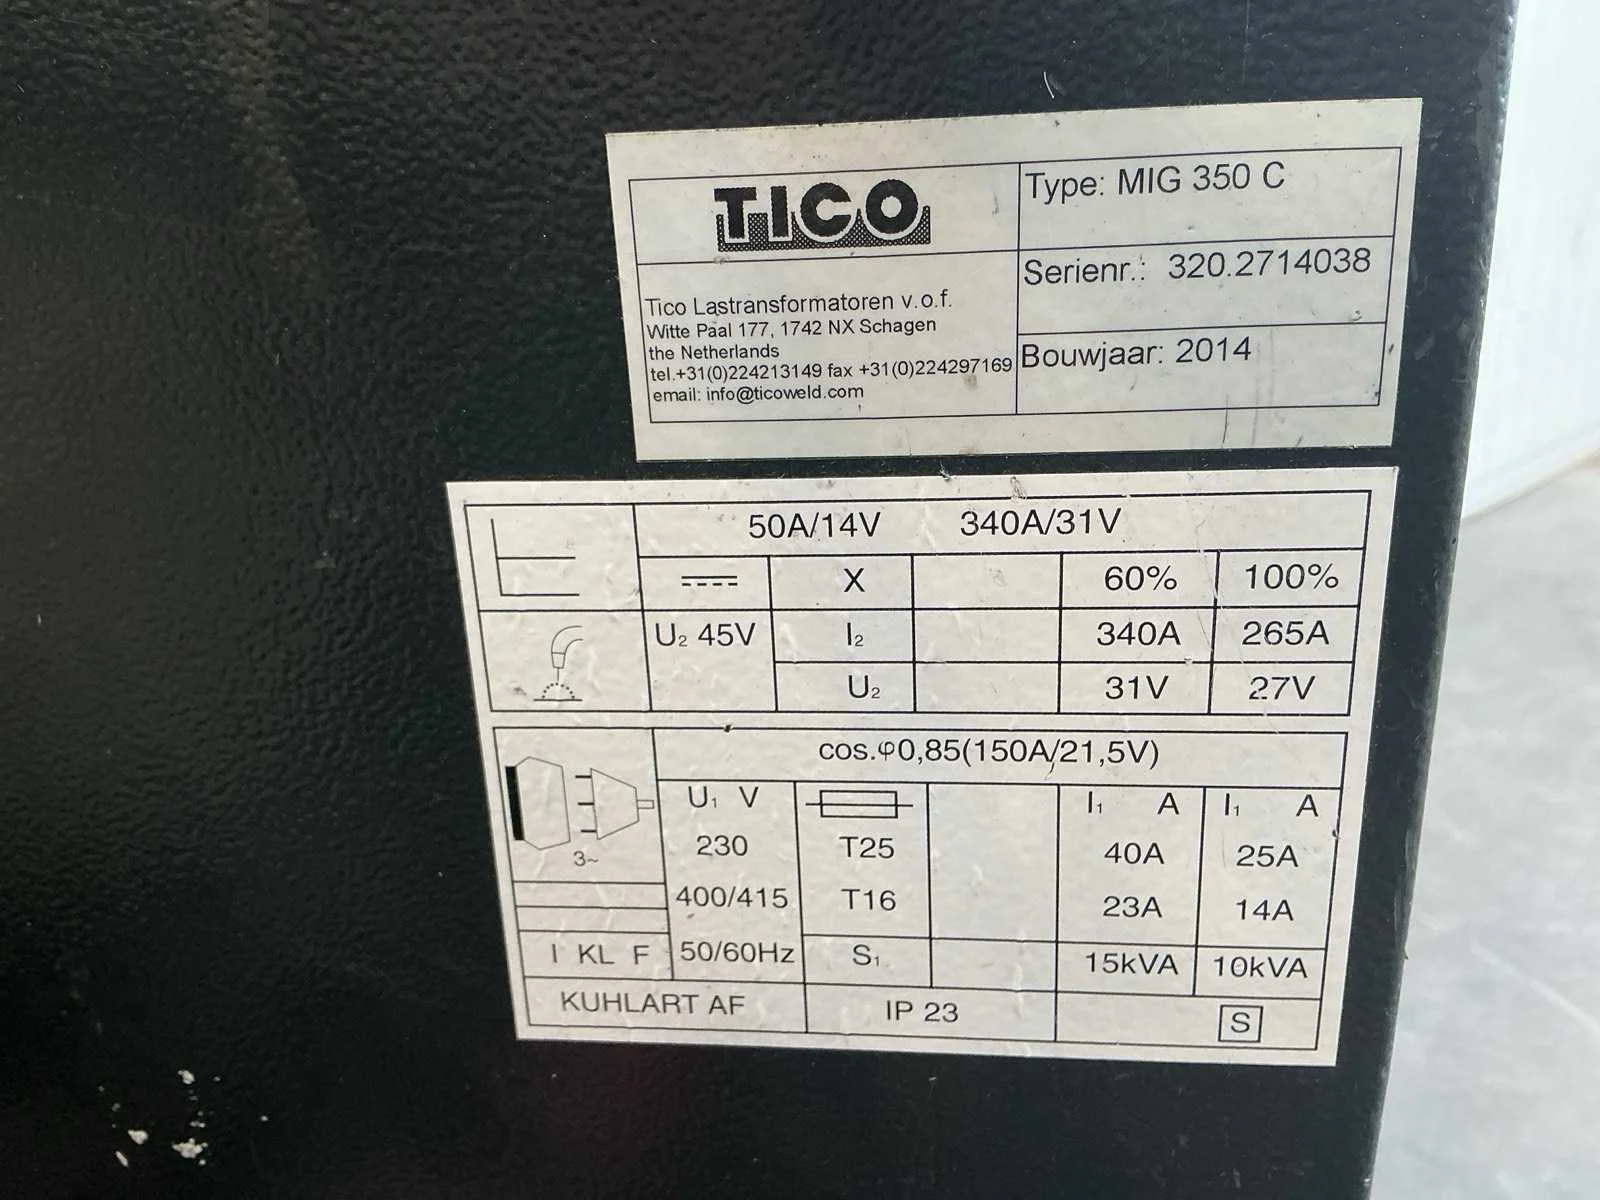 TICO
Type: MIG 350 C
Serienr.: 320.2714038
Bouwjaar: 2014
Tico Lastransformatoren v.o.f.
Witte Paal 177, 1742 NX Schagen
the Netherlands
tel.+31(0)224213149 fax +31(0)224297169
email: info@ticoweld.com
50A/14V 340A/31V
X 60% 100%
U₂ 45V I₂ 340A 265A
U₂ 31V 27V
cos.φ0,85(150A/21,5V)
U₁ V I₁ A I₁ A
230 T25 40A 25A
400/415 T16 23A 14A
3~
I KL F 50/60Hz S₁ 15kVA 10kVA
KUHLART AF IP 23 S